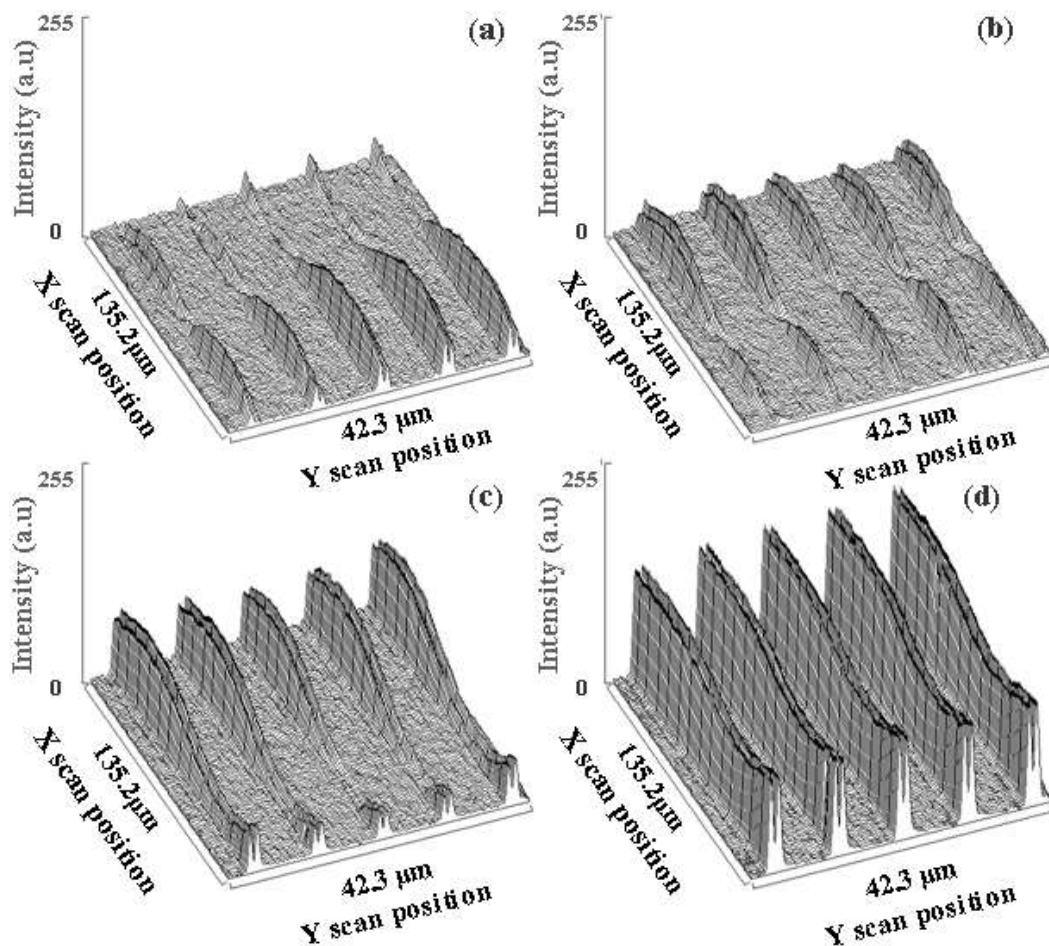 255
(a)
Intensity (a.u)
0
X scan position
135.2µm
42.3 µm
Y scan position
255
(b)
Intensity (a.u)
0
X scan position
135.2µm
42.3 µm
Y scan position
255
(c)
Intensity (a.u)
0
X scan position
135.2µm
42.3 µm
Y scan position
255
(d)
Intensity (a.u)
0
X scan position
135.2µm
42.3 µm
Y scan position